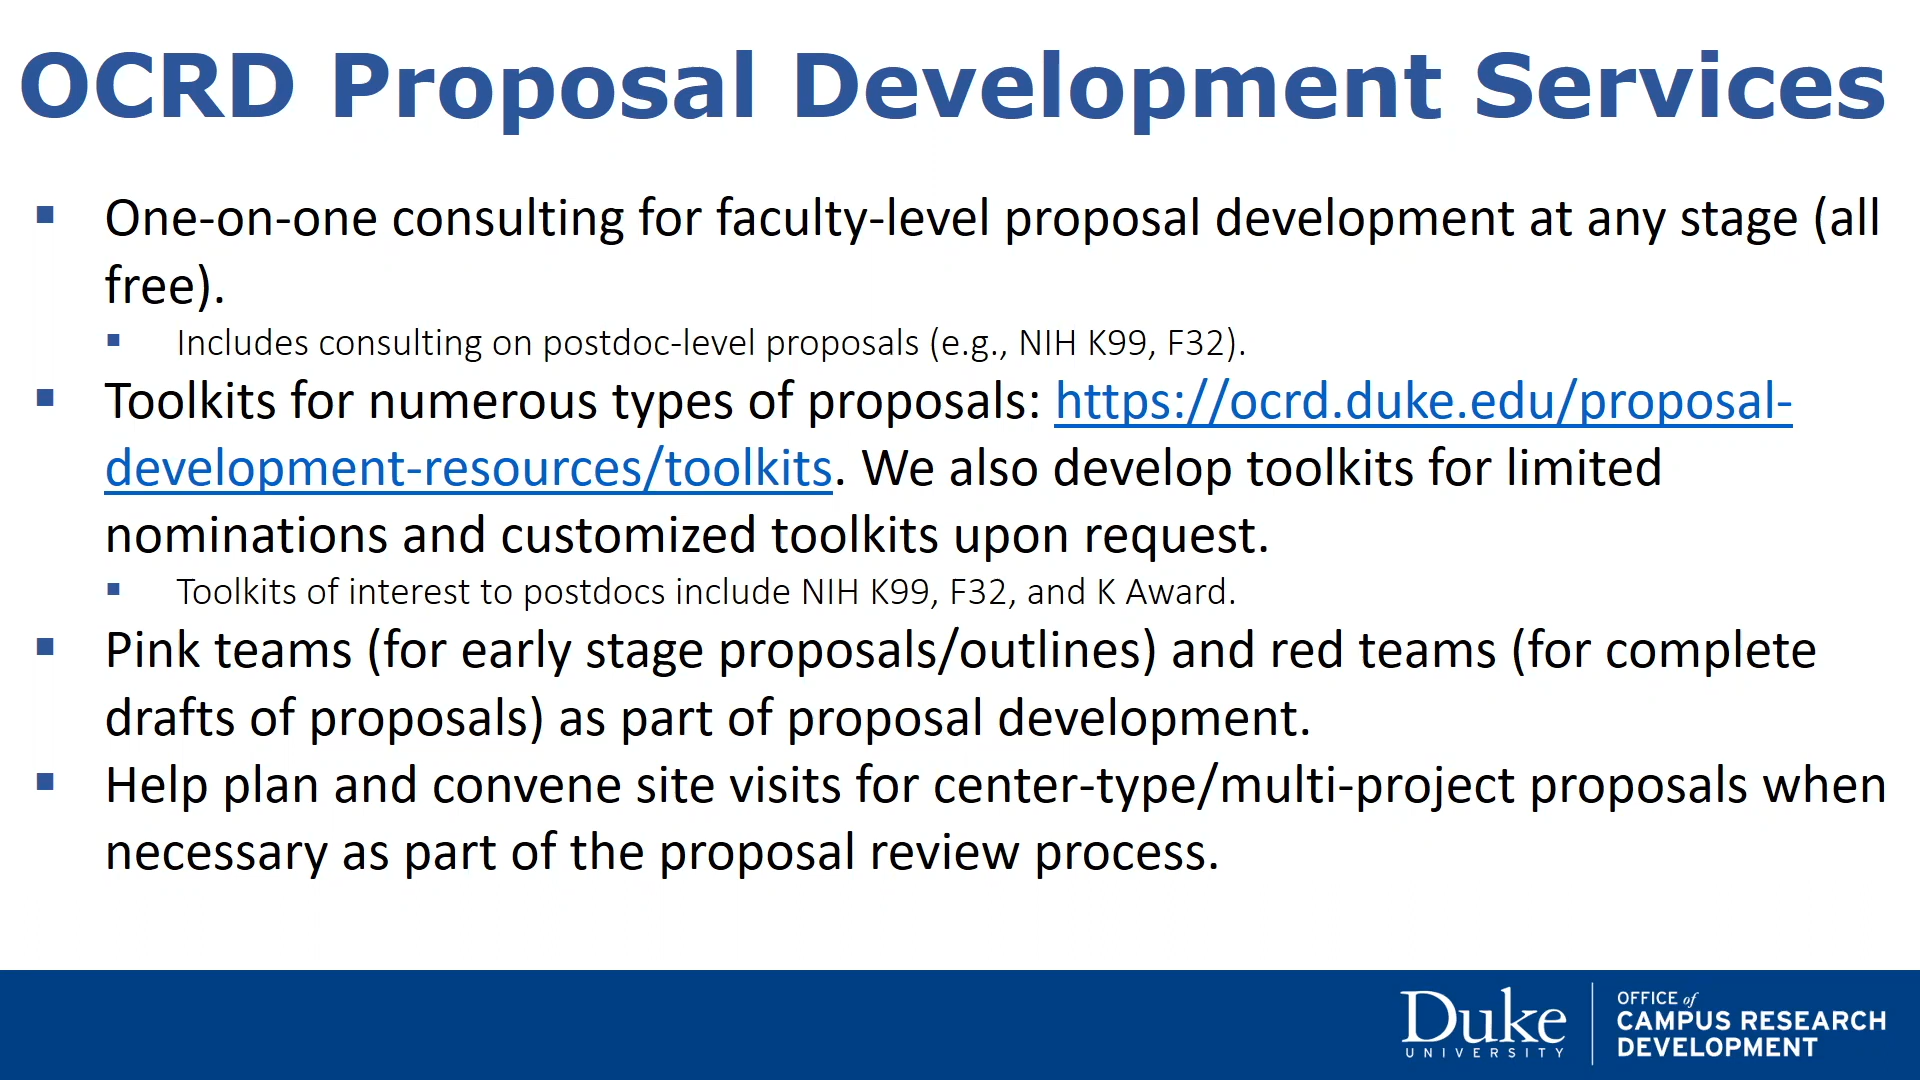 OCRD Proposal Development Services
▪ One-on-one consulting for faculty-level proposal development at any stage (all
free).
▪ Includes consulting on postdoc-level proposals (e.g., NIH K99, F32).
▪ Toolkits for numerous types of proposals: https://ocrd.duke.edu/proposal-
development-resources/toolkits. We also develop toolkits for limited
nominations and customized toolkits upon request.
▪ Toolkits of interest to postdocs include NIH K99, F32, and K Award.
▪ Pink teams (for early stage proposals/outlines) and red teams (for complete
drafts of proposals) as part of proposal development.
▪ Help plan and convene site visits for center-type/multi-project proposals when
necessary as part of the proposal review process.
Duke
UNIVERSITY
OFFICE of
CAMPUS RESEARCH
DEVELOPMENT